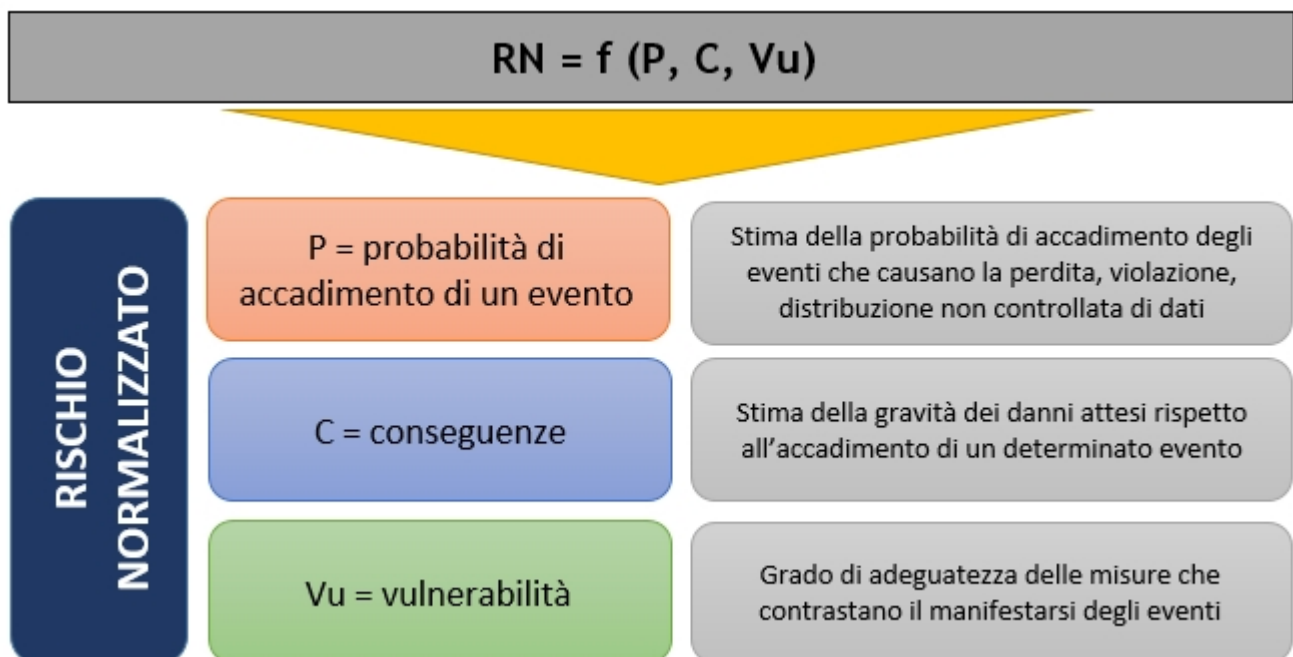 RN = f (P, C, Vu)
RISCHIO
NORMALIZZATO
P = probabilità di
accadimento di un evento
Stima della probabilità di accadimento degli
eventi che causano la perdita, violazione,
distribuzione non controllata di dati
C = conseguenze
Stima della gravità dei danni attesi rispetto
all’accadimento di un determinato evento
Vu = vulnerabilità
Grado di adeguatezza delle misure che
contrastano il manifestarsi degli eventi